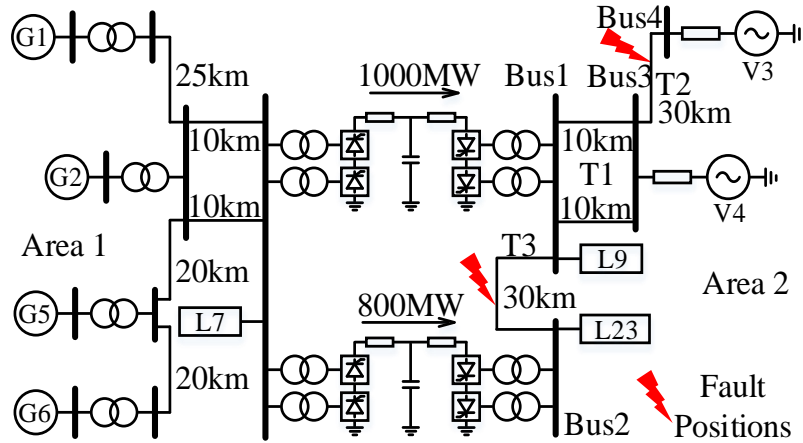 G1
Bus4
V3
25km
1000MW
Bus1
Bus3
T2
30km
10km
10km
G2
T1
V4
10km
10km
Area 1
T3
L9
20km
30km
Area 2
G5
L7
800MW
L23
20km
Fault
G6
Bus2
Positions